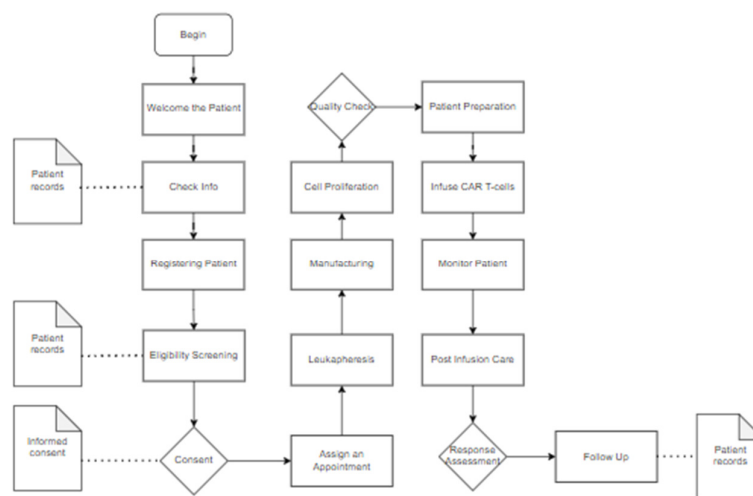 Begin
Welcome the Patient
Patient
records
Check Info
Registering Patient
Patient
records
Eligibility Screening
Informed
consent
Consent
Assign an
Appointment
Leukapheresis
Manufacturing
Cell Proliferation
Quality Check
Patient Preparation
Infuse CAR T-cells
Monitor Patient
Post Infusion Care
Response
Assessment
Follow Up
Patient
records